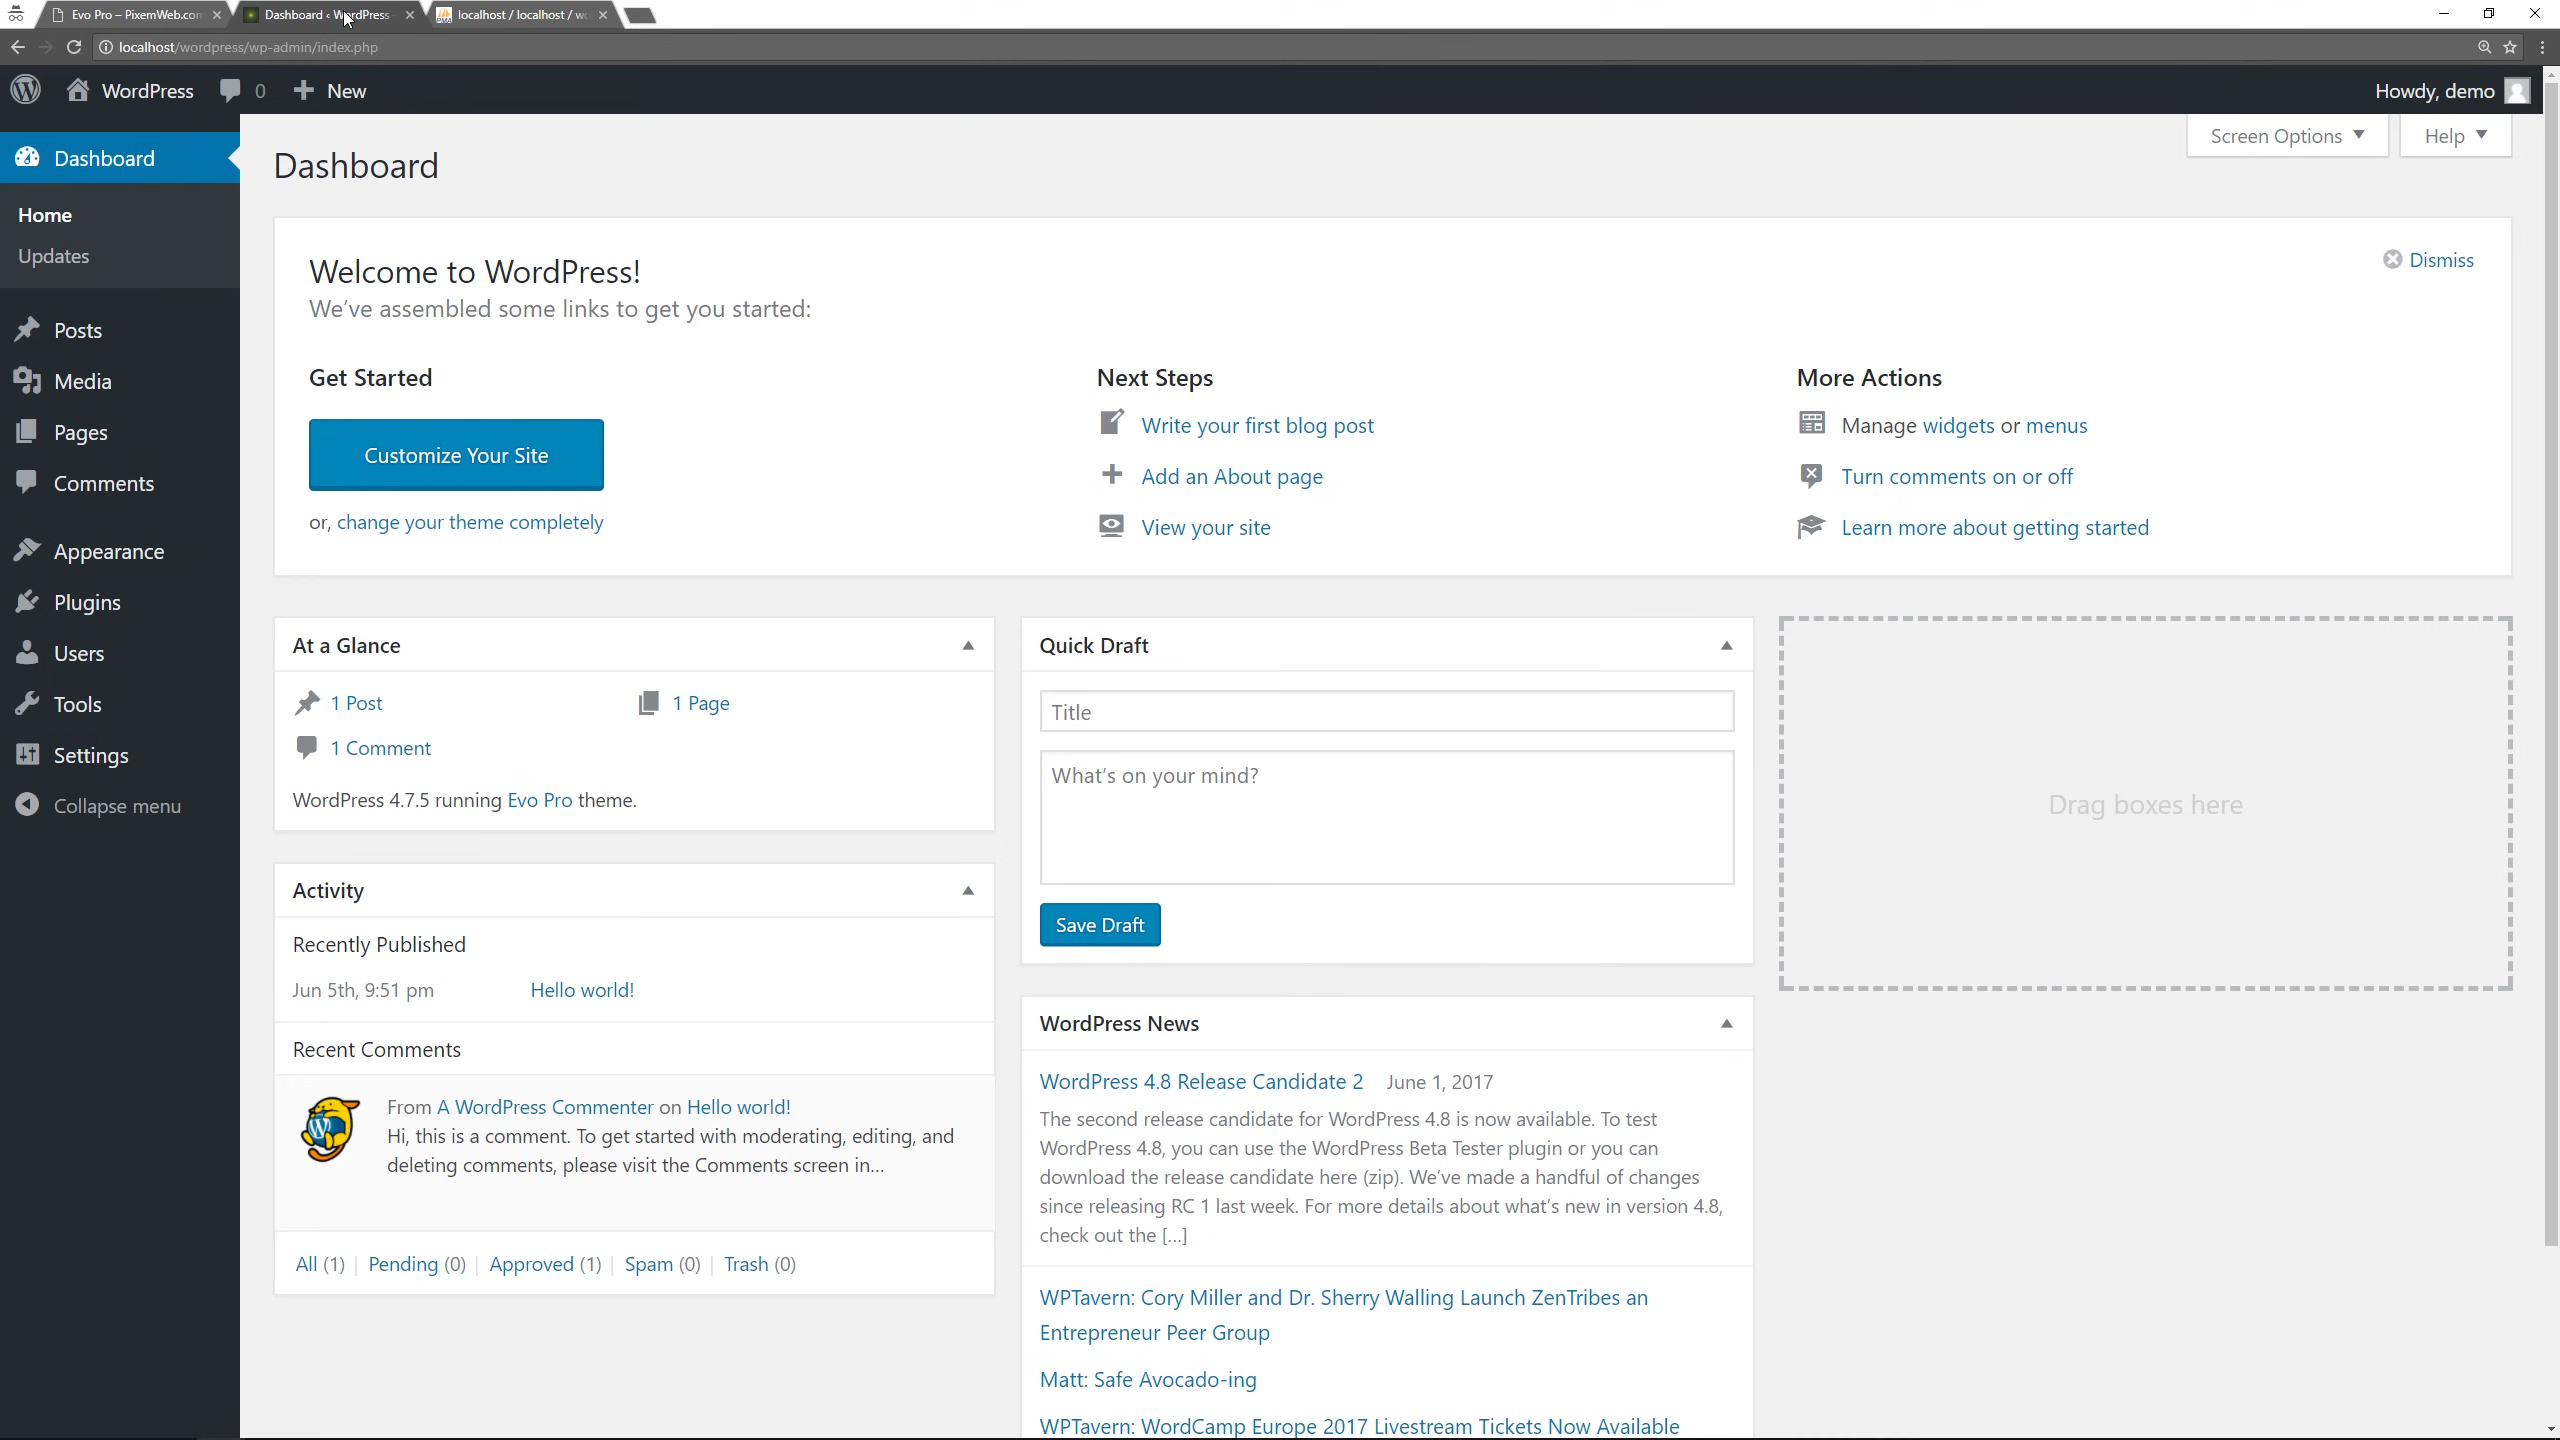 Evo Pro – PixemWeb.com
Dashboard ‹ WordPress
localhost / localhost / wo
localhost/wordpress/wp-admin/index.php
WordPress 0 New
Howdy, demo
Dashboard
Home
Updates
Posts
Media
Pages
Comments
Appearance
Plugins
Users
Tools
Settings
Collapse menu
Screen Options
Help
Dashboard
Welcome to WordPress!
We've assembled some links to get you started:
Dismiss
Get Started
Customize Your Site
or, change your theme completely
Next Steps
Write your first blog post
Add an About page
View your site
More Actions
Manage widgets or menus
Turn comments on or off
Learn more about getting started
At a Glance
1 Post
1 Page
1 Comment
WordPress 4.7.5 running Evo Pro theme.
Activity
Recently Published
Jun 5th, 9:51 pm Hello world!
Recent Comments
From A WordPress Commenter on Hello world!
Hi, this is a comment. To get started with moderating, editing, and
deleting comments, please visit the Comments screen in…
All (1) | Pending (0) | Approved (1) | Spam (0) | Trash (0)
Quick Draft
Title
What's on your mind?
Save Draft
WordPress News
WordPress 4.8 Release Candidate 2 June 1, 2017
The second release candidate for WordPress 4.8 is now available. To test
WordPress 4.8, you can use the WordPress Beta Tester plugin or you can
download the release candidate here (zip). We've made a handful of changes
since releasing RC 1 last week. For more details about what's new in version 4.8,
check out the […]
WPTavern: Cory Miller and Dr. Sherry Walling Launch ZenTribes an
Entrepreneur Peer Group
Matt: Safe Avocado-ing
WPTavern: WordCamp Europe 2017 Livestream Tickets Now Available
Drag boxes here